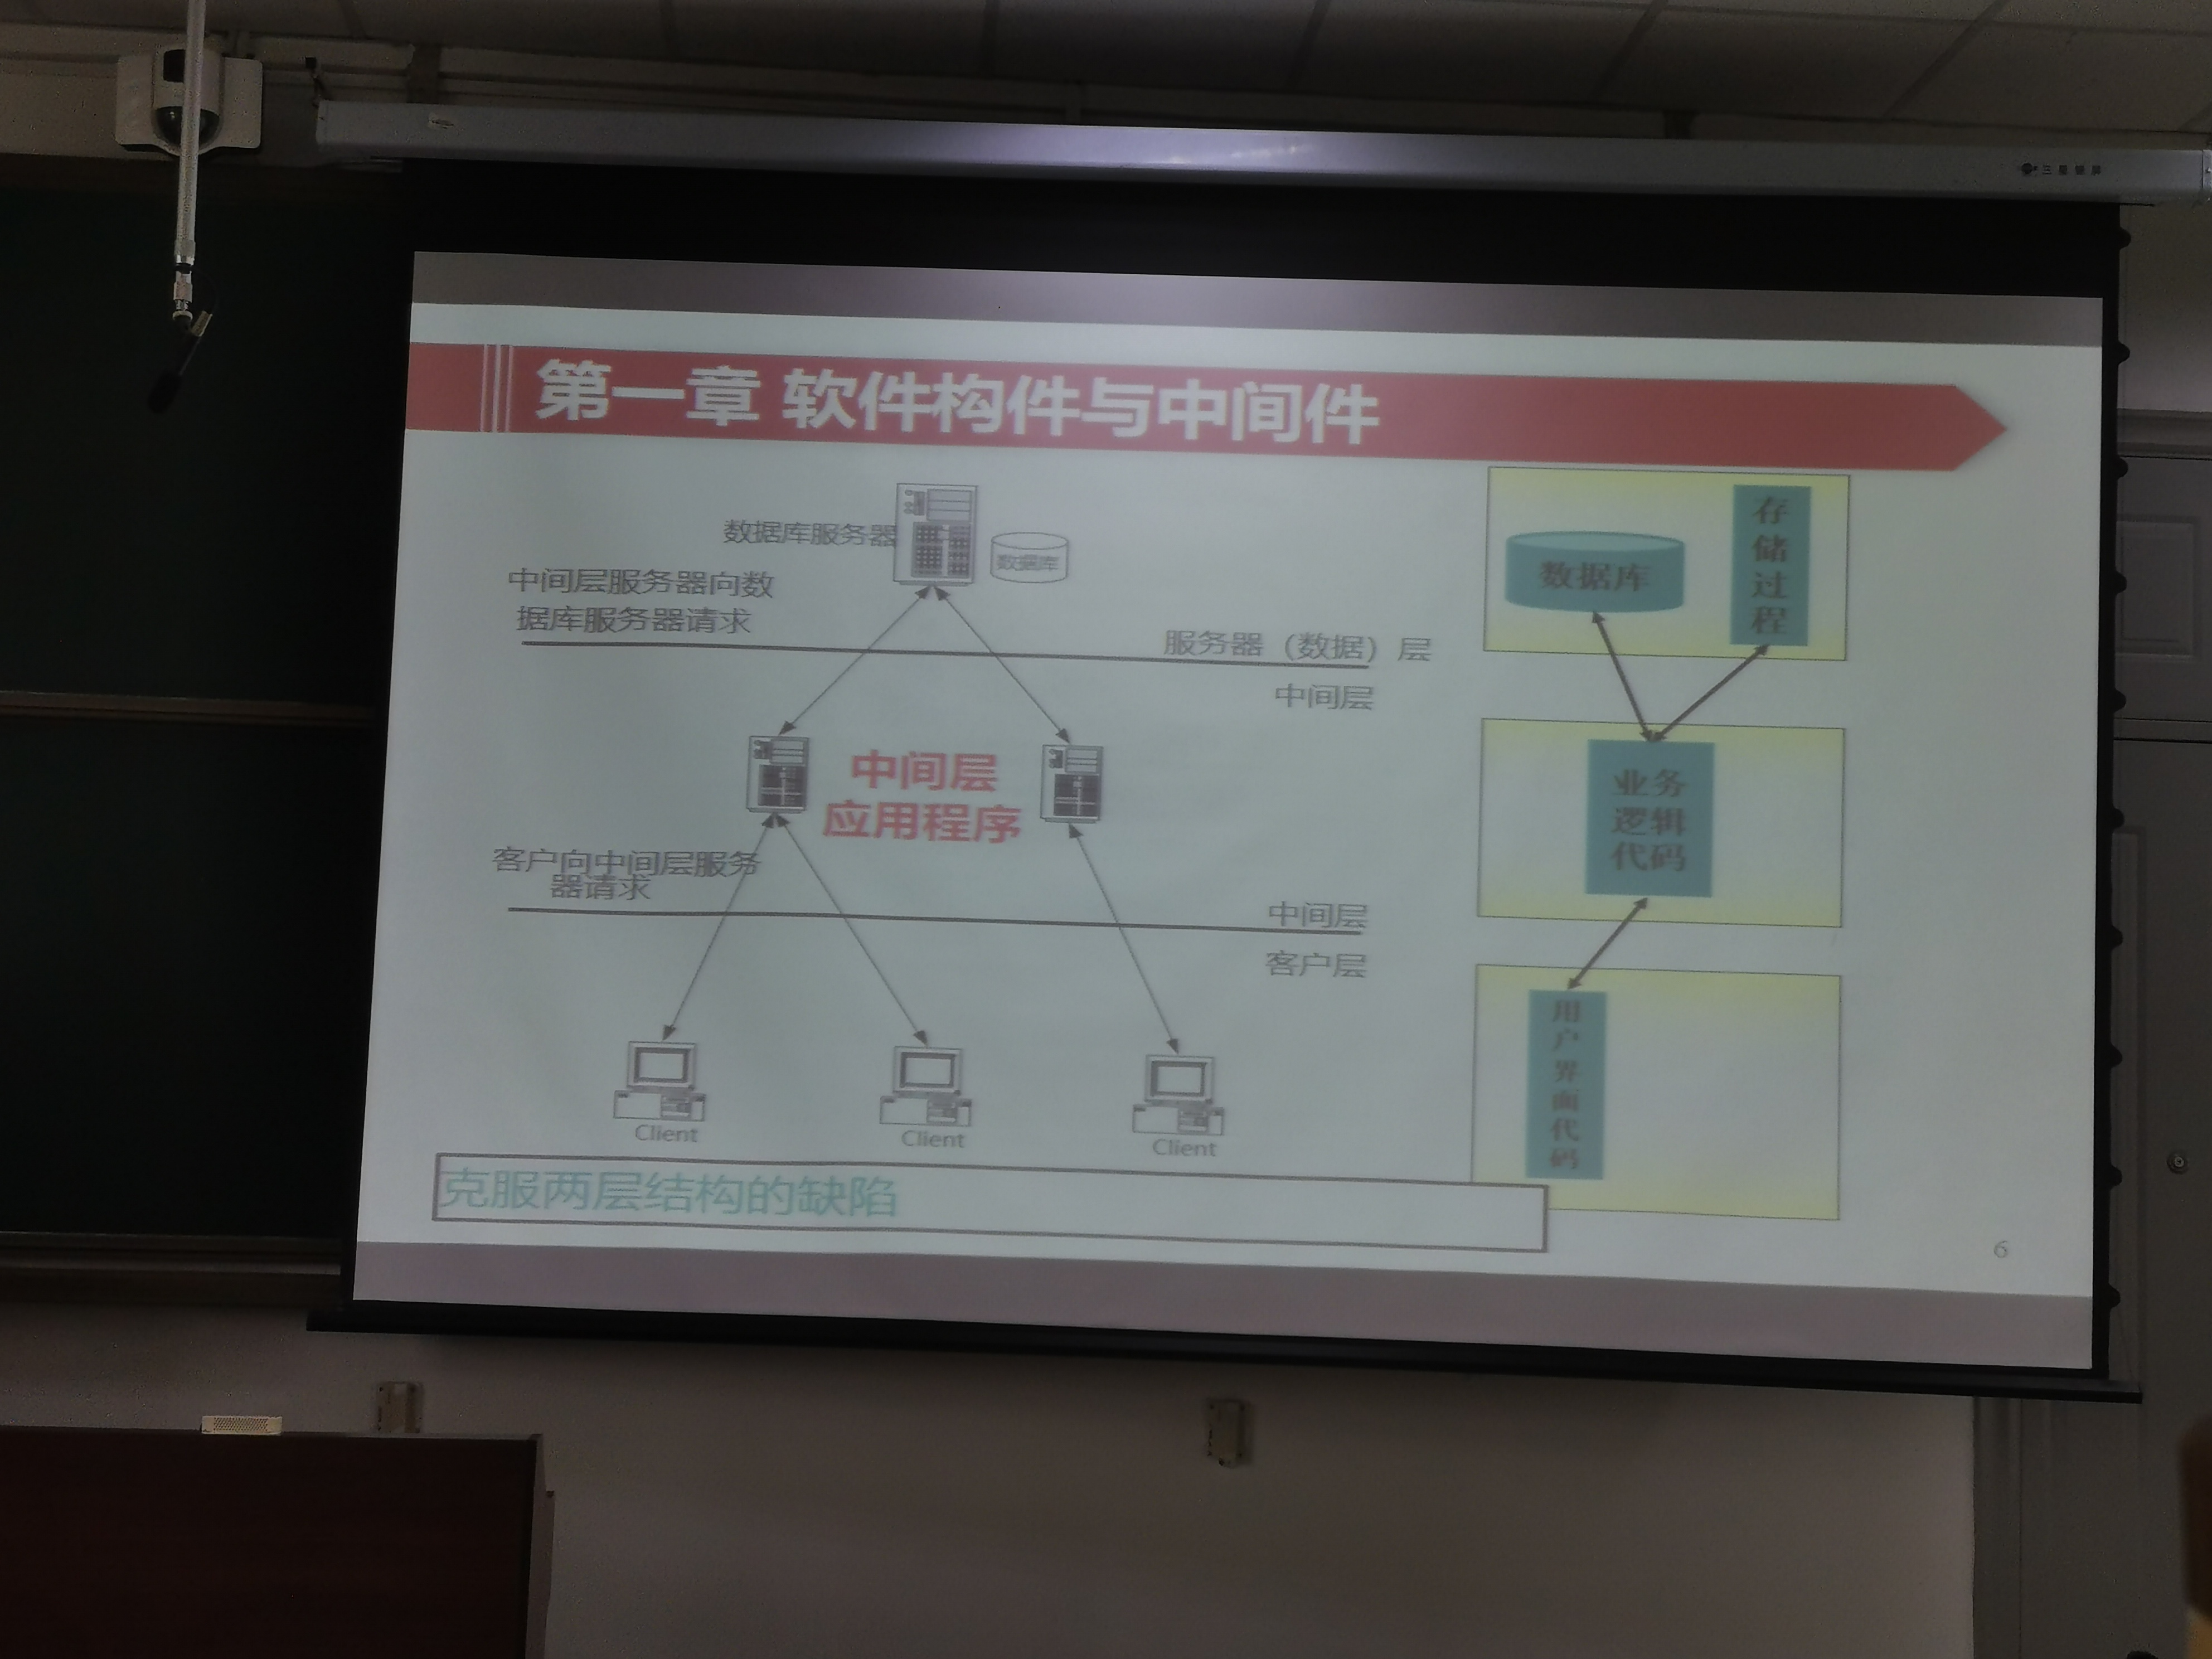 三星银屏
第一章 软件构件与中间件
数据库服务器
数据库
中间层服务器向数
据库服务器请求
服务器（数据）层
中间层
中间层
应用程序
客户向中间层服务
器请求
中间层
客户层
Client
Client
Client
克服两层结构的缺陷
数据库
存储过程
业务
逻辑
代码
用户界面代码
6